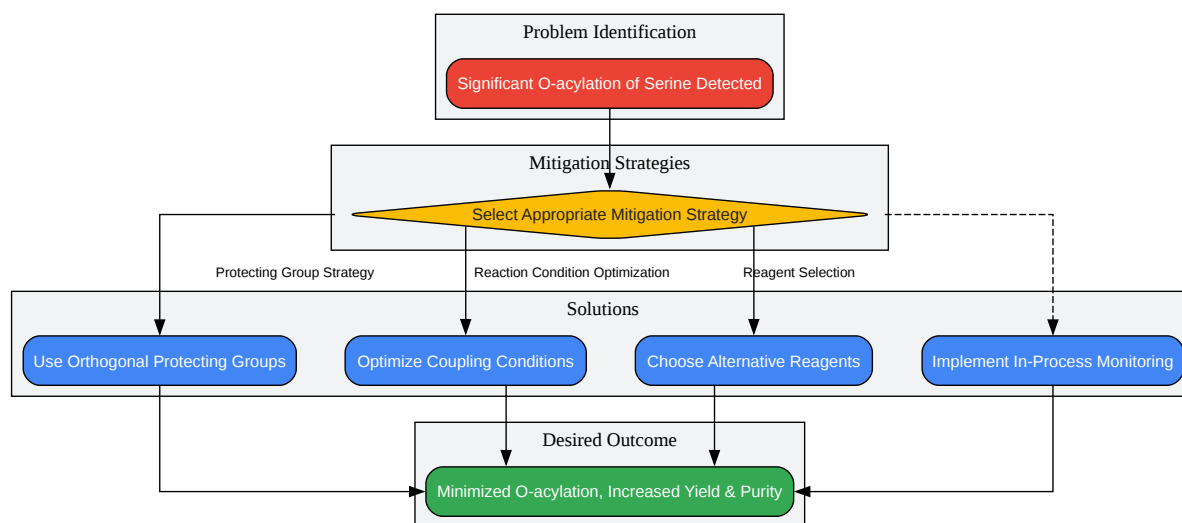 Problem Identification
Significant O-acylation of Serine Detected
Mitigation Strategies
Select Appropriate Mitigation Strategy
Protecting Group Strategy
Reaction Condition Optimization
Reagent Selection
Solutions
Use Orthogonal Protecting Groups
Optimize Coupling Conditions
Choose Alternative Reagents
Implement In-Process Monitoring
Desired Outcome
Minimized O-acylation, Increased Yield & Purity